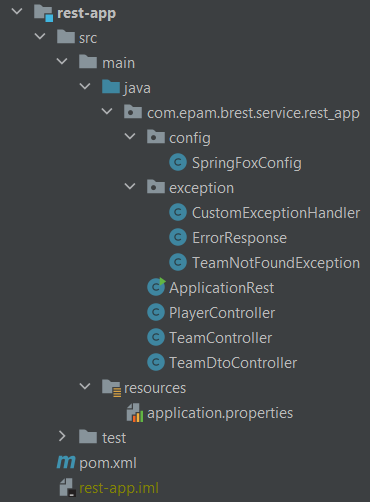 rest-app
src
main
java
com.epam.brest.service.rest_app
config
SpringFoxConfig
exception
CustomExceptionHandler
ErrorResponse
TeamNotFoundException
ApplicationRest
PlayerController
TeamController
TeamDtoController
resources
application.properties
test
pom.xml
rest-app.iml